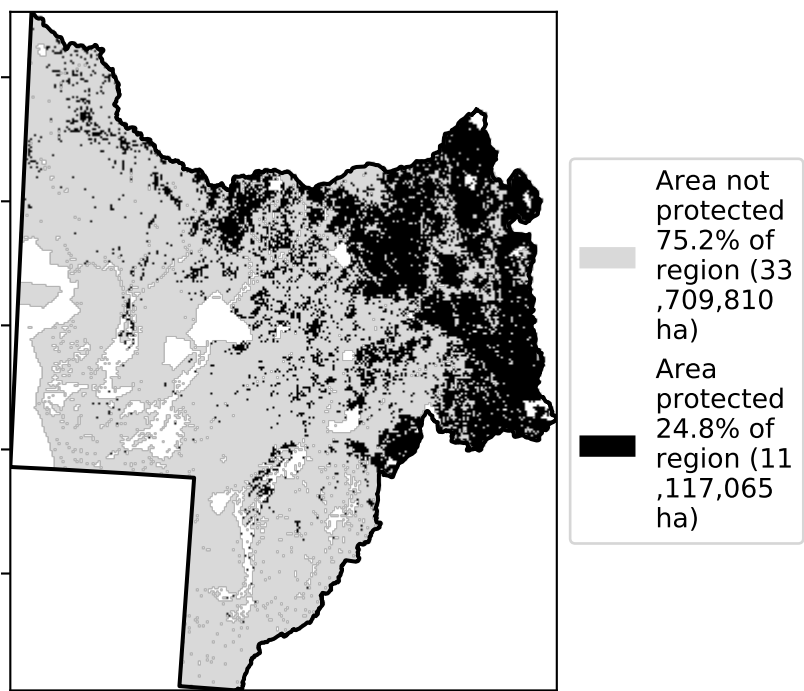 Area not
protected
75.2% of
region (33
,709,810
ha)
Area
protected
24.8% of
region (11
,117,065
ha)